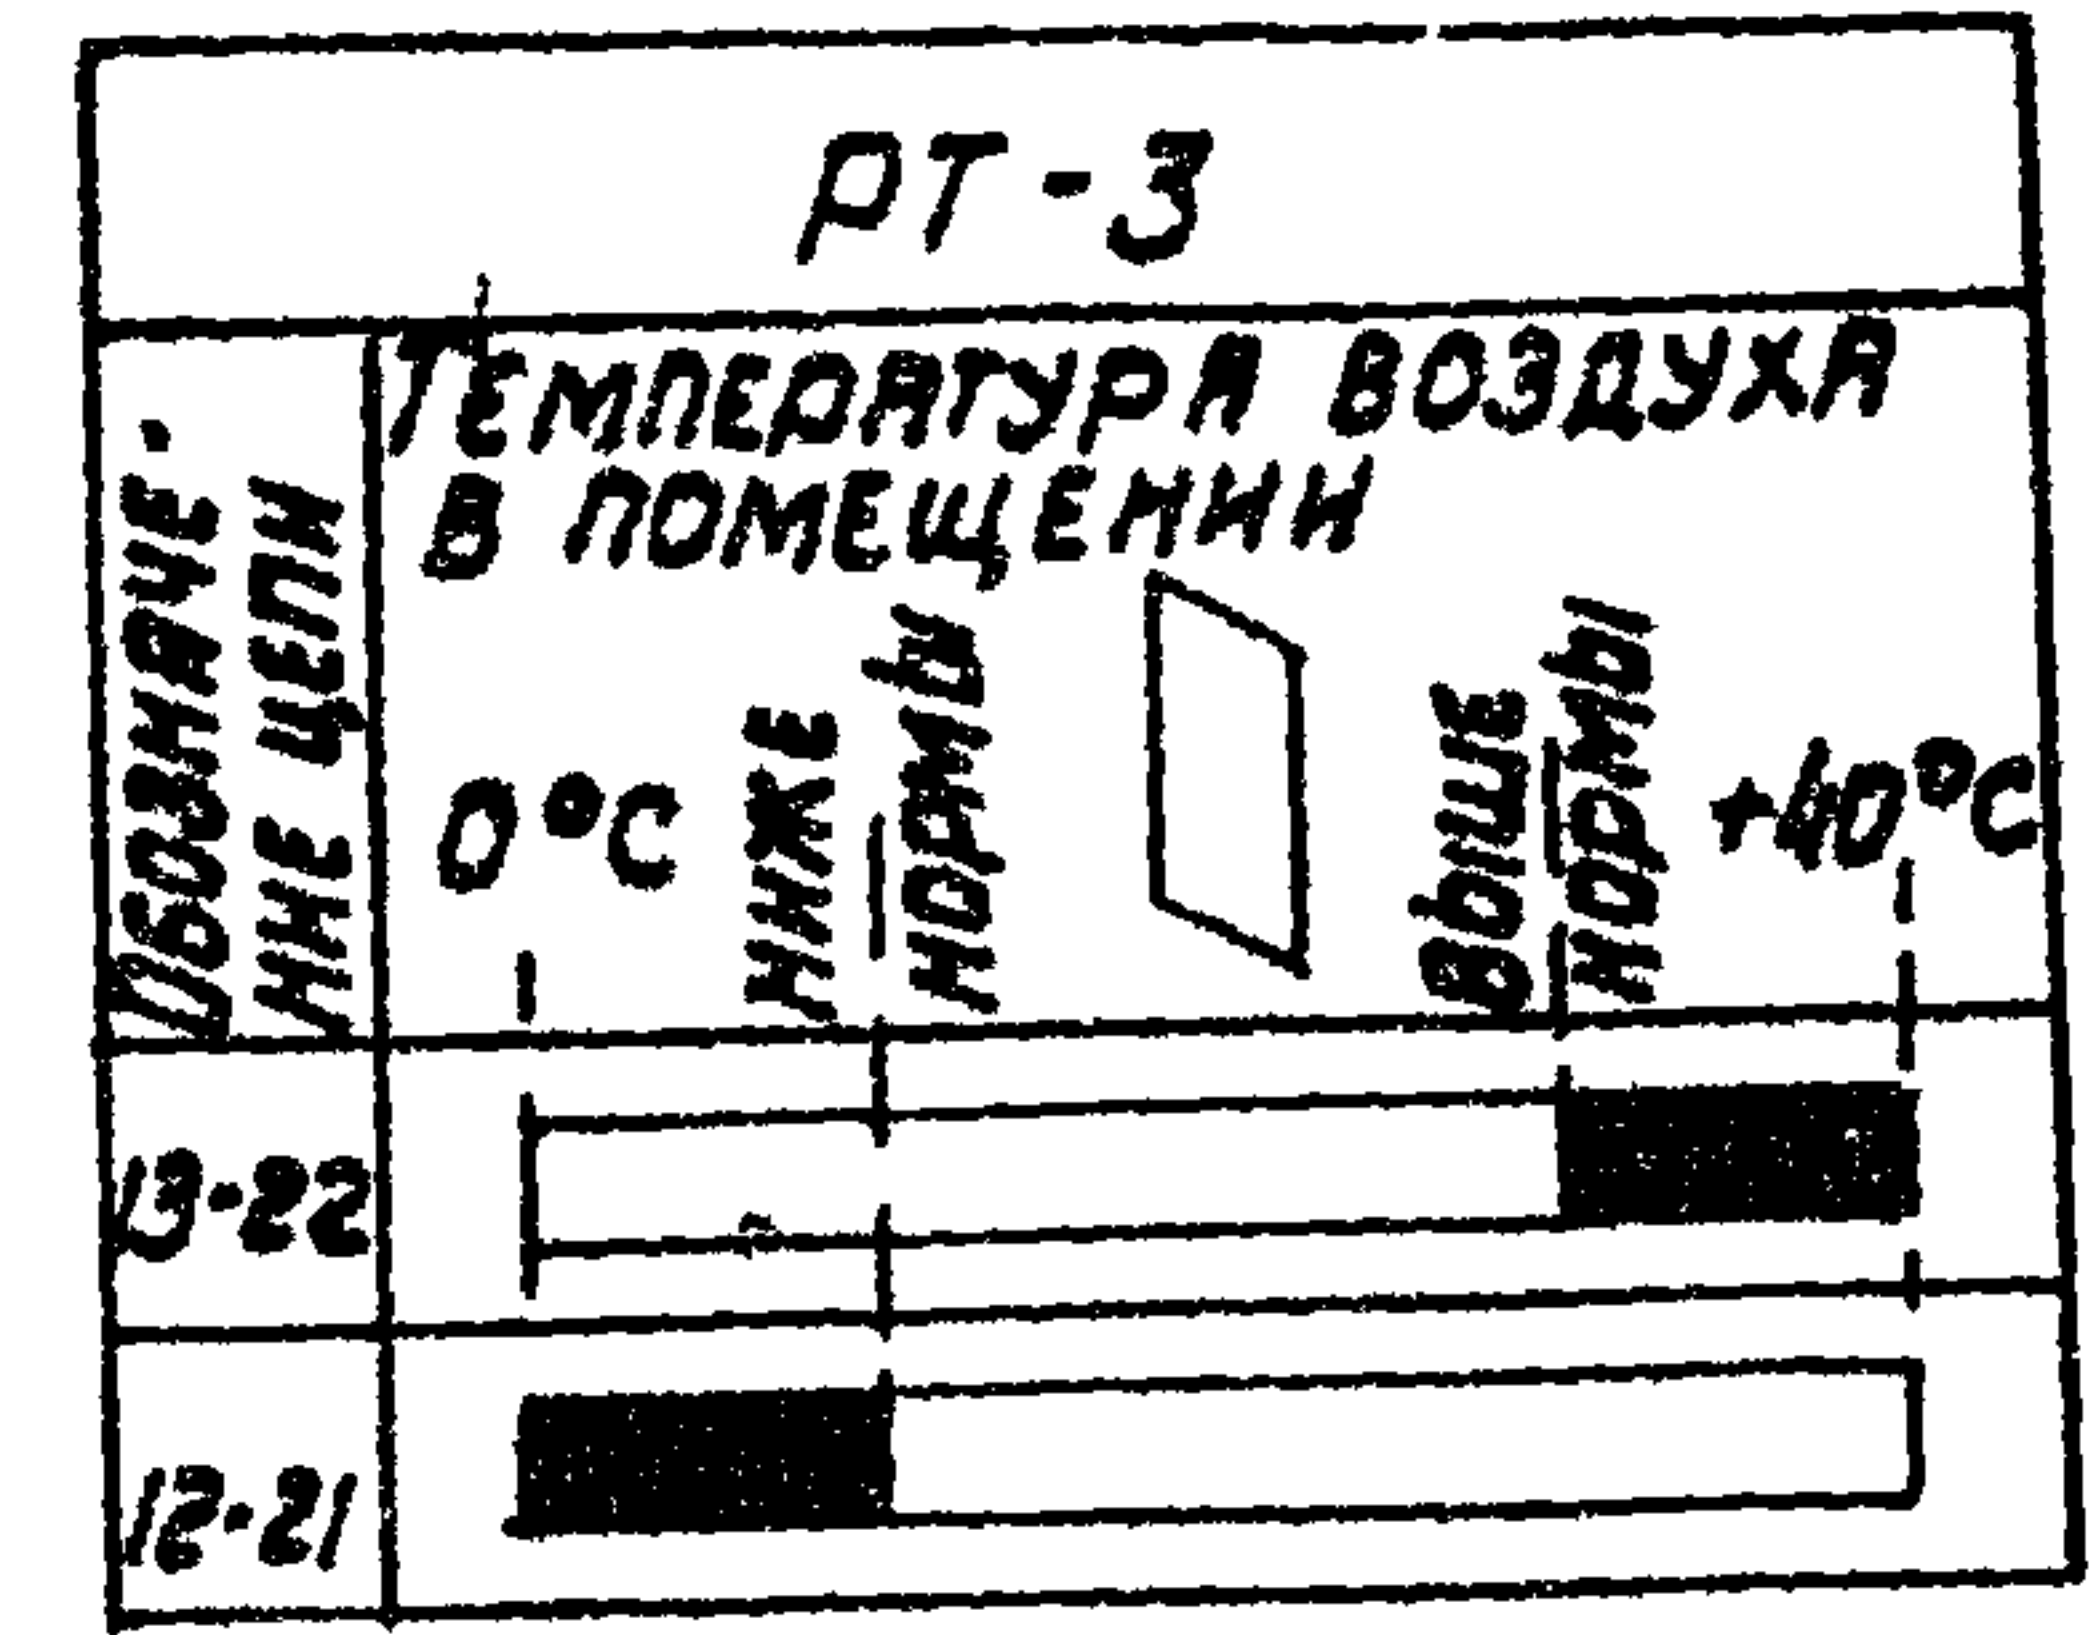 РТ-3
Обозначе-
ние цепи
Температура воздуха
в помещении
0°С
ниже
нормы
выше
нормы
+40°С
13-22
12-21